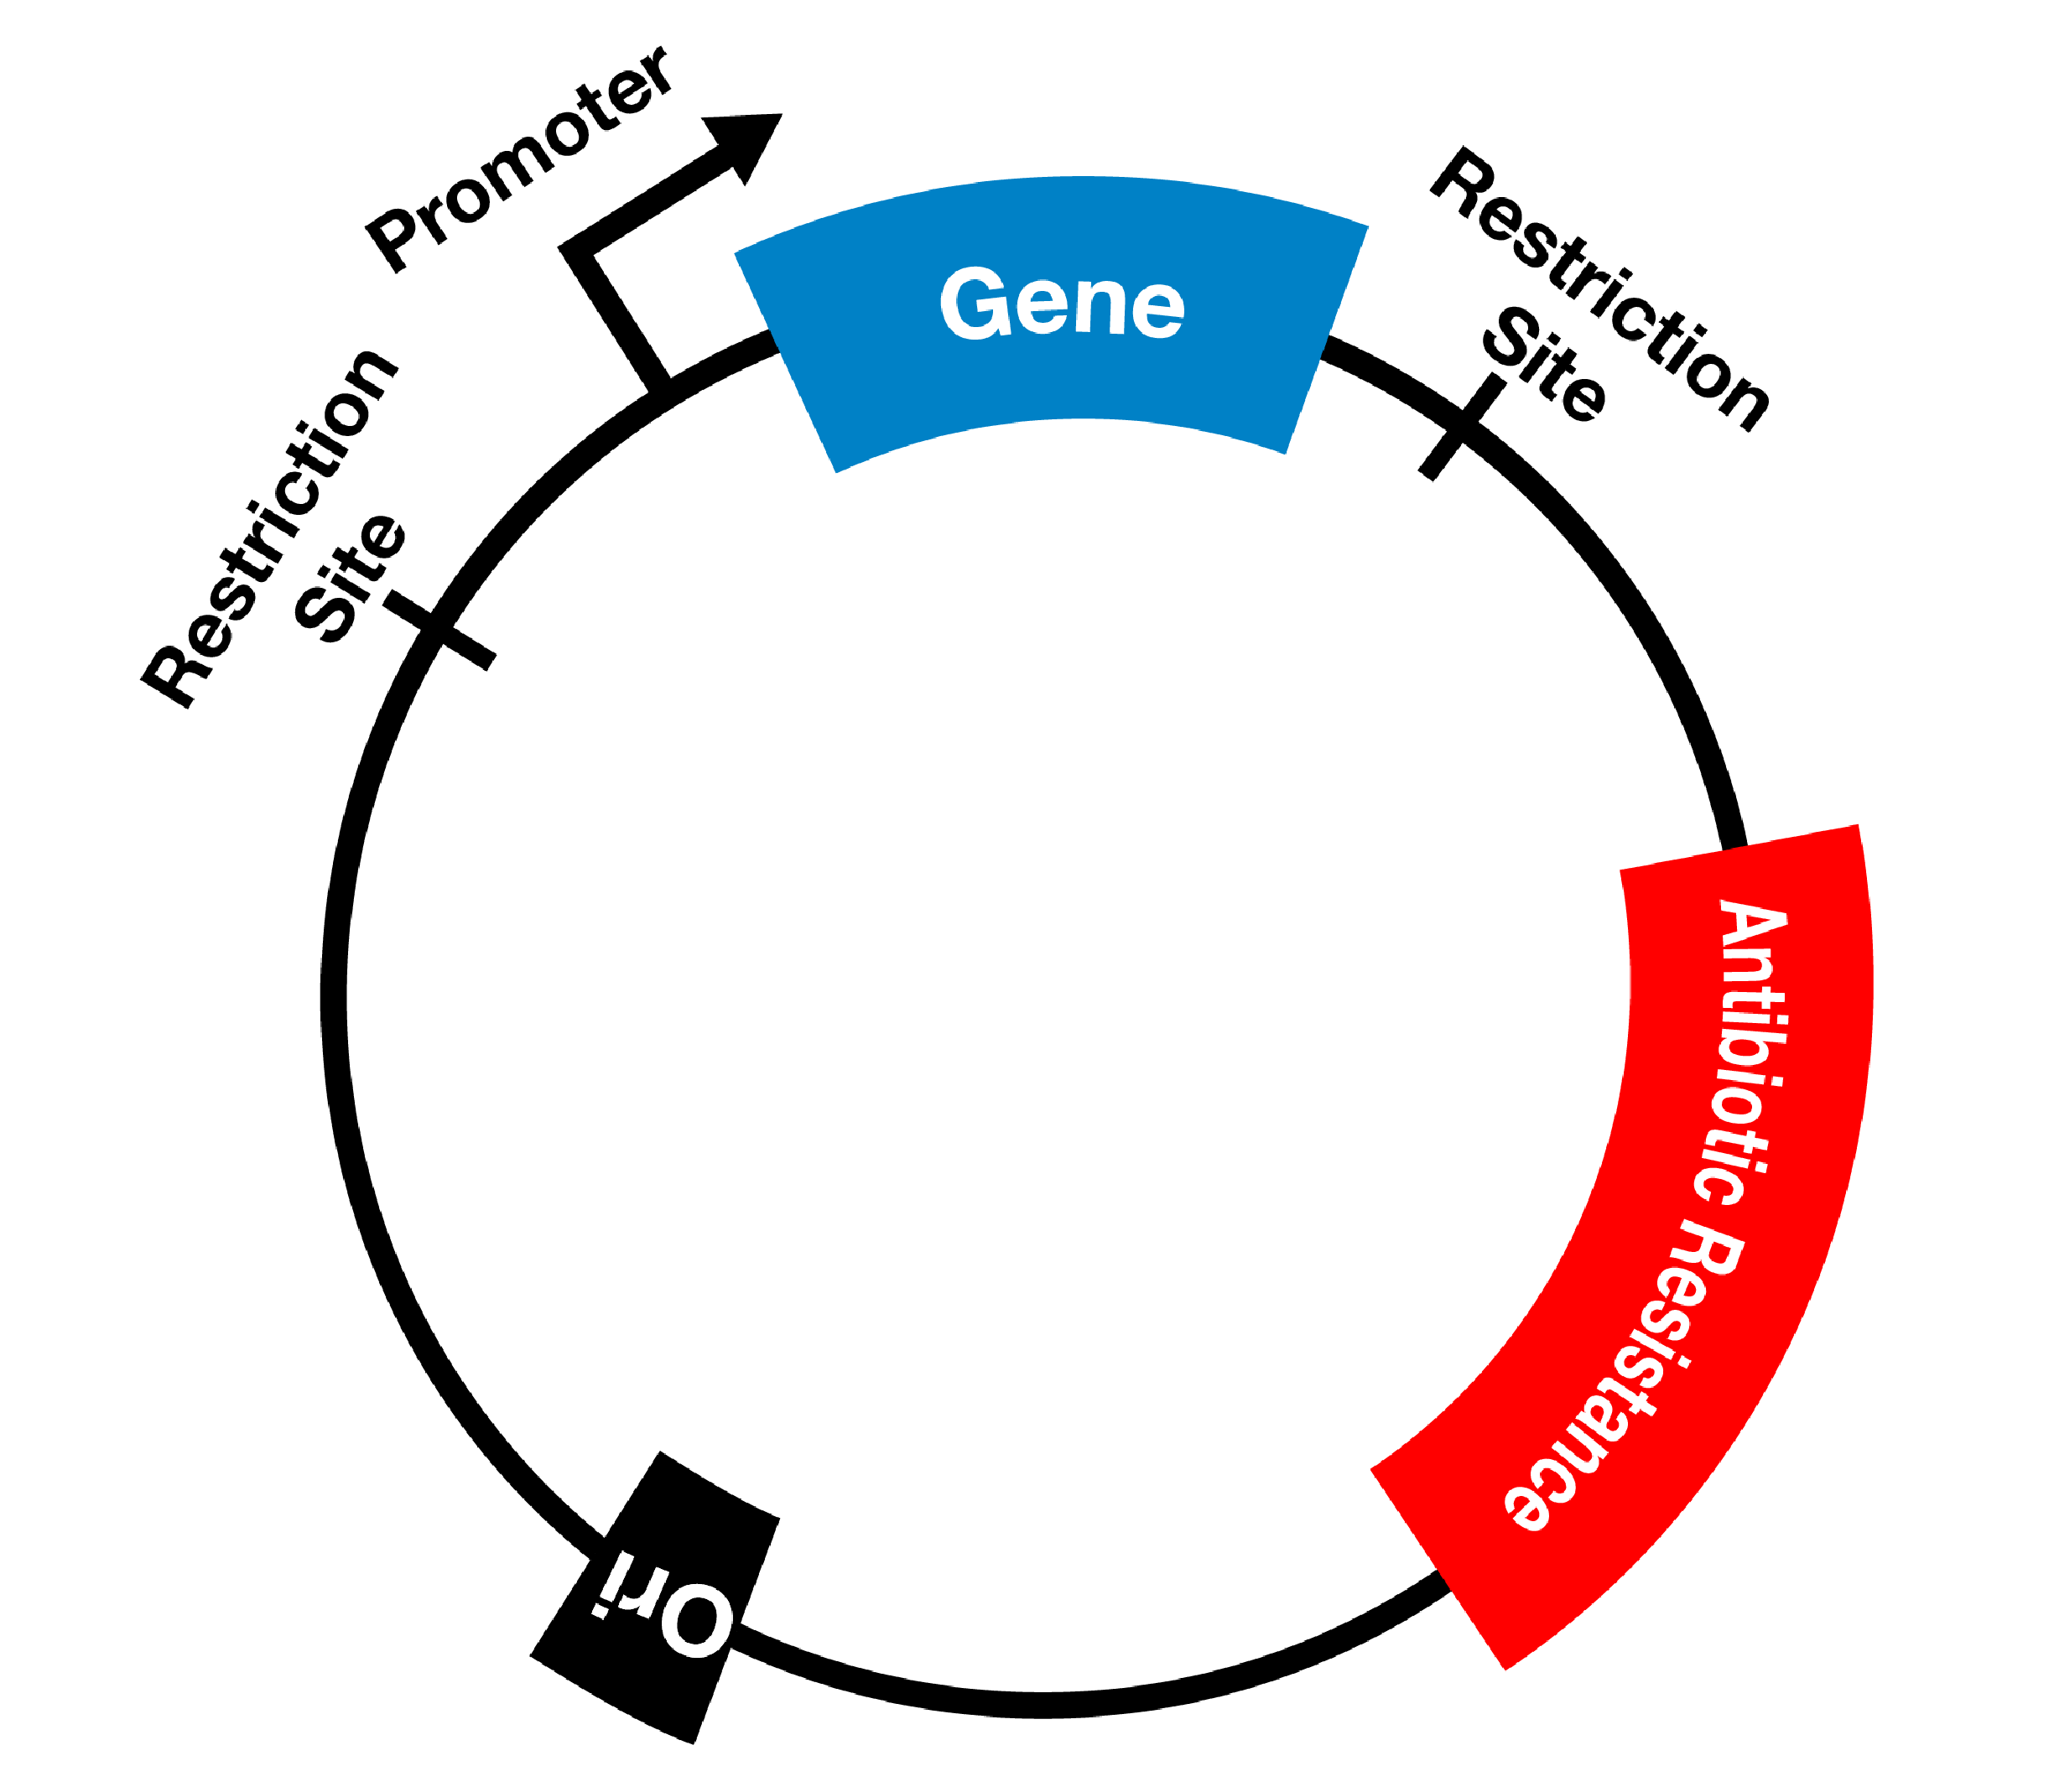 Promoter
Gene
Restriction
Site
Restriction
Site
Antibiotic Resistance
Ori